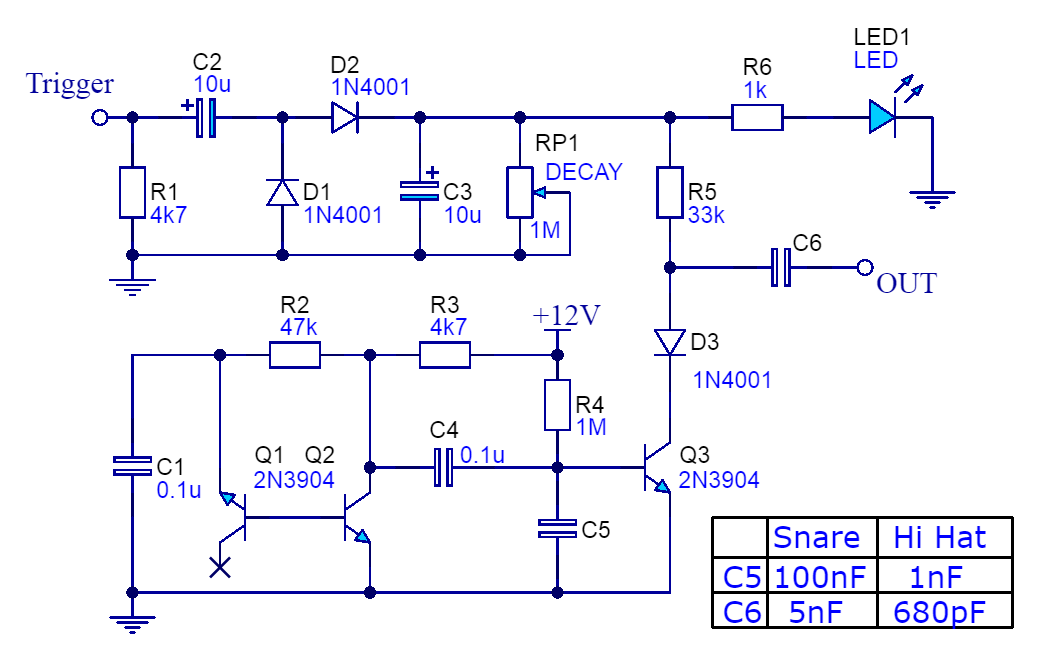 Trigger
C2
10u
D2
1N4001
R6
1k
LED1
LED
R1
4k7
D1
1N4001
+
C3
10u
+
RP1
DECAY
1M
R5
33k
C6
OUT
R2
47k
R3
4k7
+12V
D3
1N4001
R4
1M
C1
0.1u
Q1
Q2
2N3904
C4
0.1u
Q3
2N3904
C5
Snare Hi Hat
C5 100nF 1nF
C6 5nF 680pF